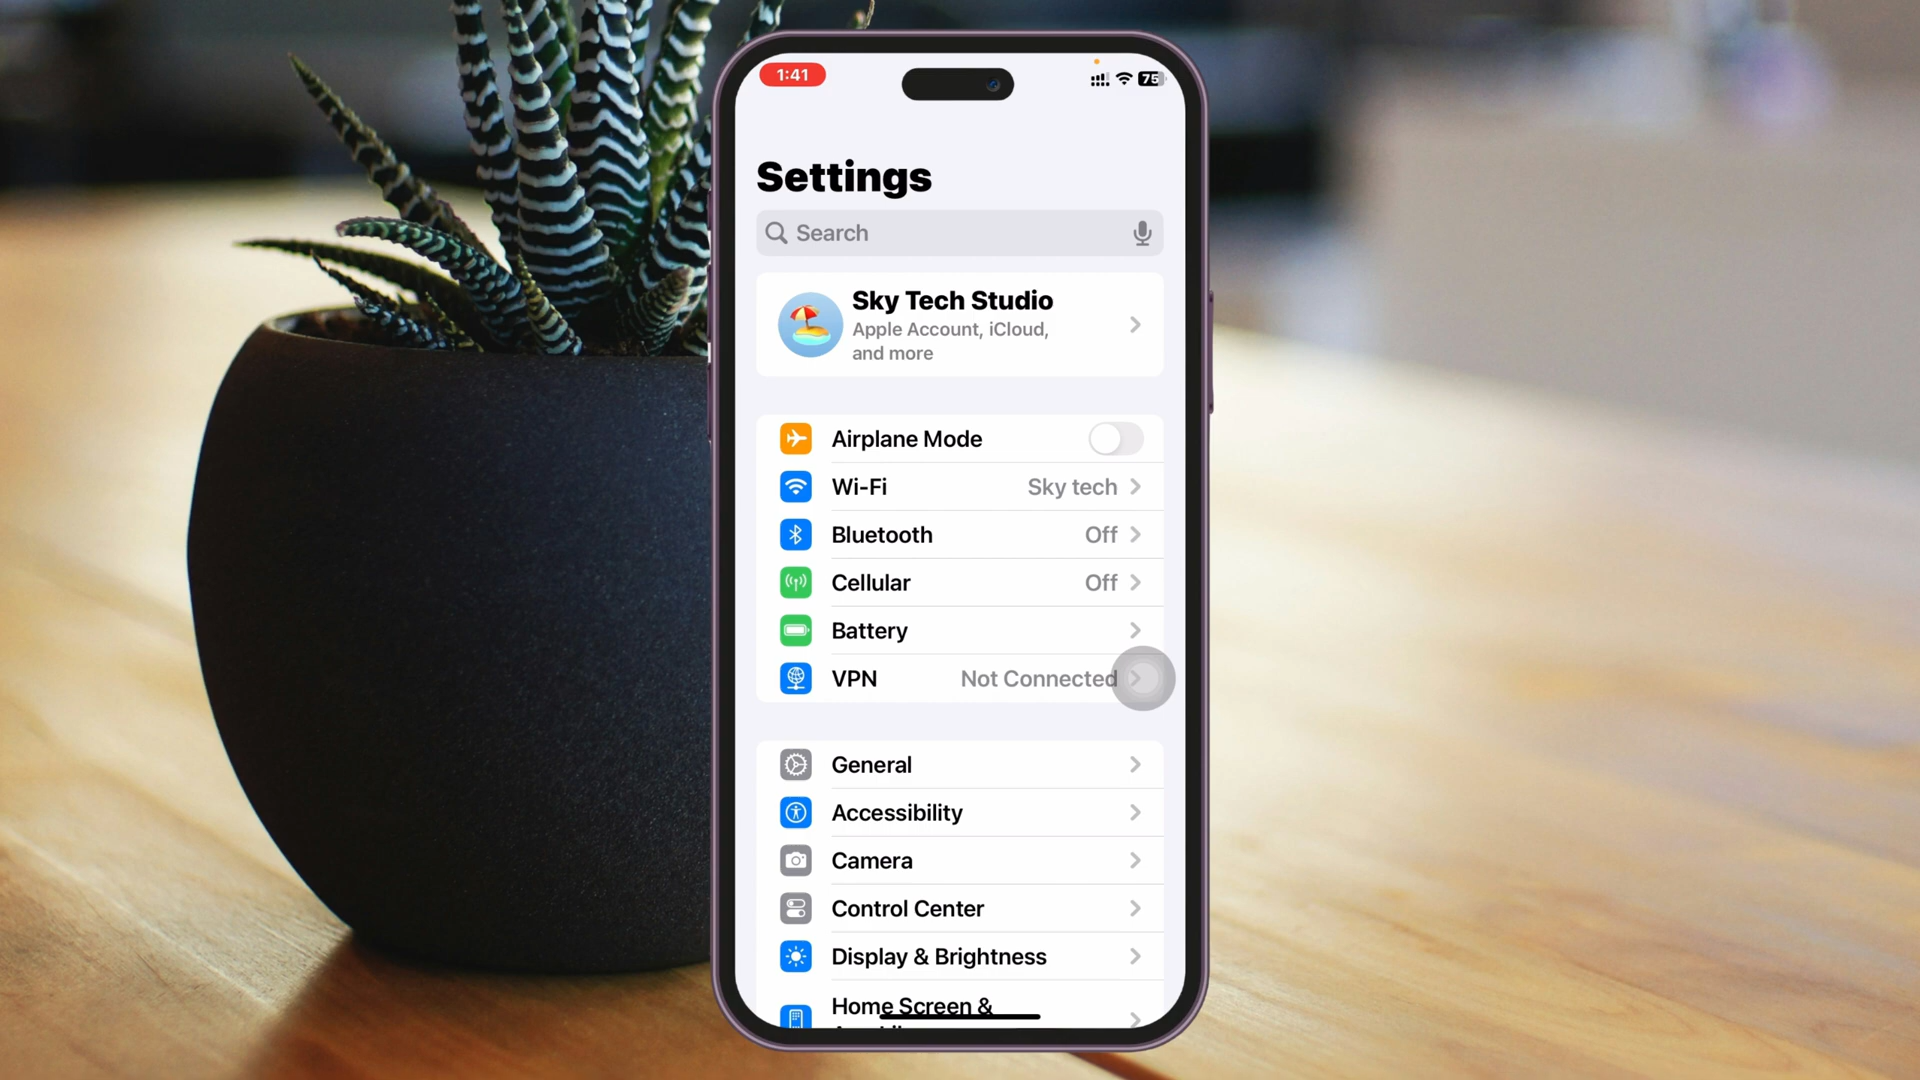 1:41
75
Settings
Search
Sky Tech Studio
Apple Account, iCloud,
and more
Airplane Mode
Wi-Fi Sky tech
Bluetooth Off
Cellular Off
Battery
VPN Not Connected
General
Accessibility
Camera
Control Center
Display & Brightness
Home Screen &